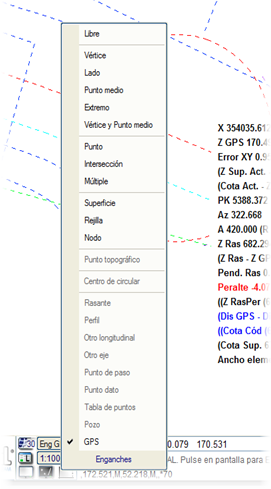 Libre
Vértice
Lado
Punto medio
Extremo
Vértice y Punto medio
Punto
Intersección
Múltiple
Superficie
Rejilla
Nodo
Punto topográfico
Centro de circular
Rasante
Perfil
Otro longitudinal
Otro eje
Punto de paso
Punto dato
Tabla de puntos
Pozo
GPS
Enganches
X 354035.61
Z GPS 170.4
Error XY 0.9
(Z Sup. Act.
(Cota Act. -
PK 5388.372
Az 322.668
A 420.000 (R
Z Ras 682.29
(Z Ras - Z G
Pend. Ras 0
Peralte -4.0
((Z RasPer (
(Dis GPS - D
((Cota Cód (
(Cota Sup. 6
Ancho elem
30 Eng G 0.079 170.531
1:100 AL. Pulse en pantalla para
,172.521,M,52.218,M,,*70